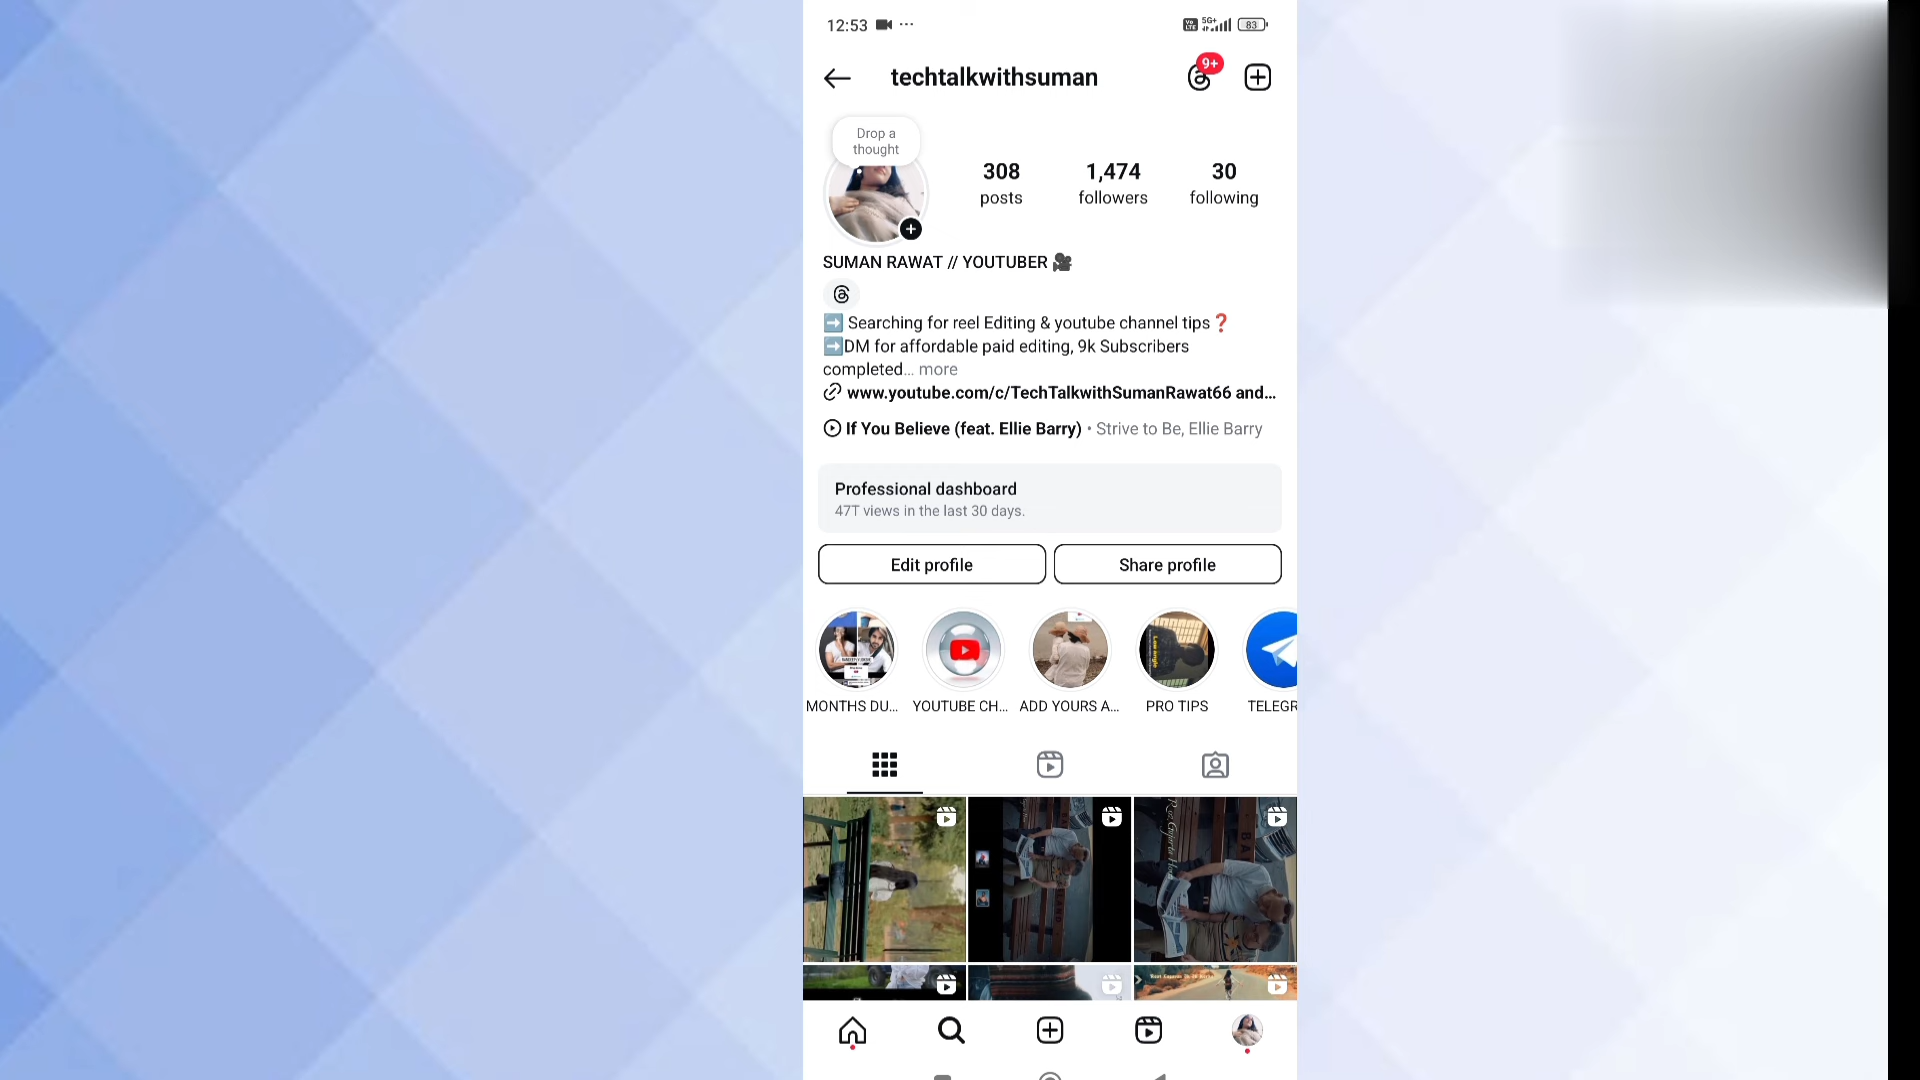 12:53
5G+
83
techtalkwithsuman
9+
Drop a
thought
308
posts
1,474
followers
30
following
SUMAN RAWAT // YOUTUBER 🎥
➡️ Searching for reel Editing & youtube channel tips❓
➡️DM for affordable paid editing, 9k Subscribers
completed... more
www.youtube.com/c/TechTalkwithSumanRawat66 and...
If You Believe (feat. Ellie Barry) • Strive to Be, Ellie Barry
Professional dashboard
47T views in the last 30 days.
Edit profile
Share profile
MONTHS DU...
YOUTUBE CH...
ADD YOURS A...
PRO TIPS
TELEGR